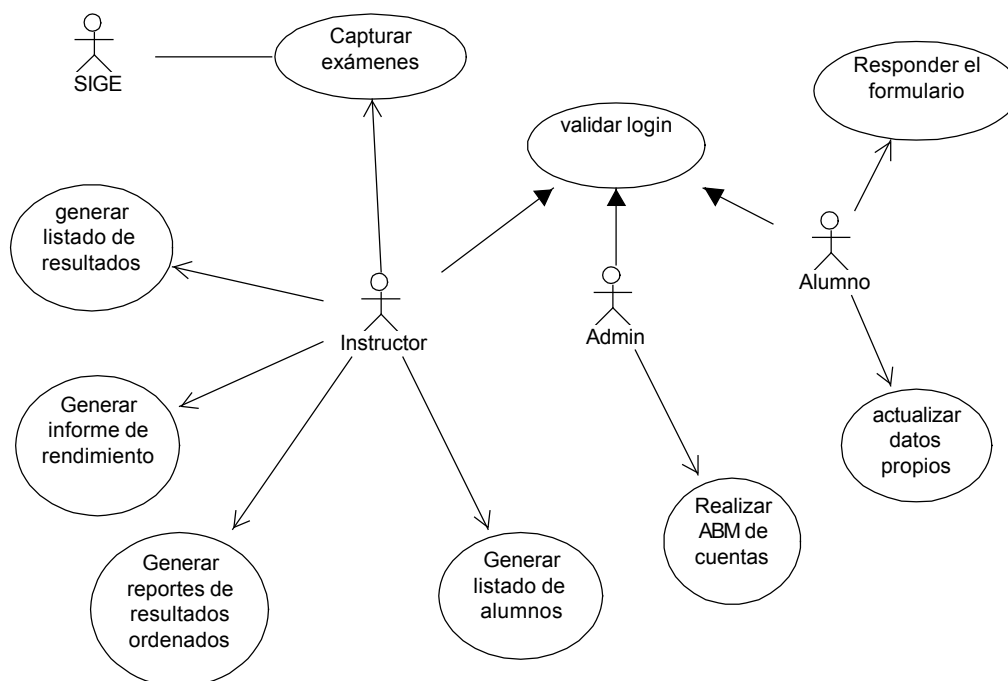 Capturar
exámenes
SIGE
Responder el
formulario
validar login
generar
listado de
resultados
Alumno
Instructor
Admin
Generar
informe de
rendimiento
actualizar
datos
propios
Realizar
ABM de
cuentas
Generar
reportes de
resultados
ordenados
Generar
listado de
alumnos